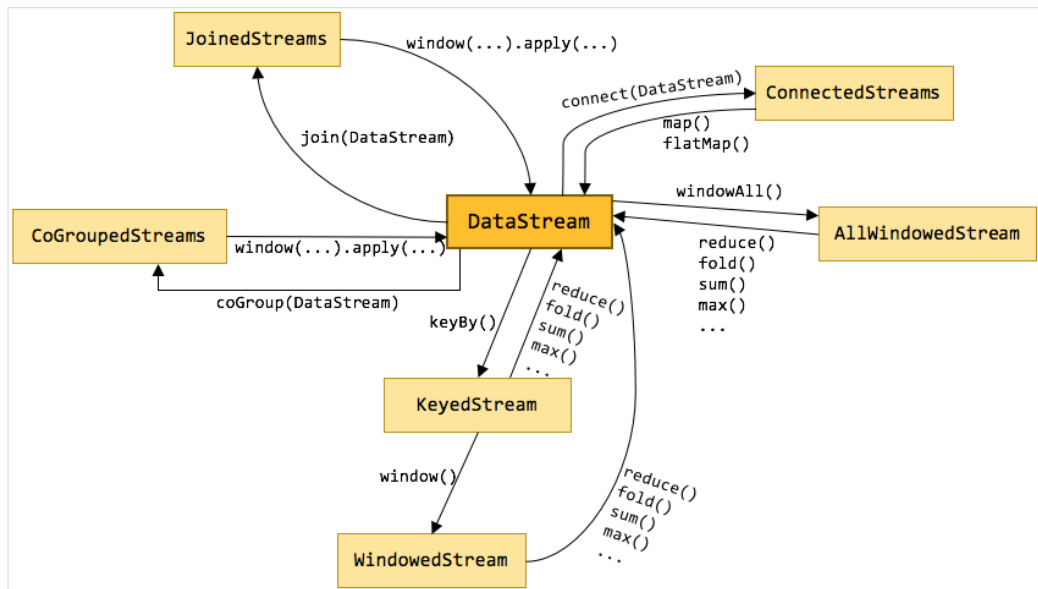 JoinedStreams
window(...).apply(...)
connect(DataStream)
ConnectedStreams
map()
flatMap()
join(DataStream)
windowAll()
DataStream
CoGroupedStreams
window(...).apply(...)
AllWindowedStream
reduce()
fold()
sum()
max()
...
coGroup(DataStream)
keyBy()
reduce()
fold()
sum()
max()
...
KeyedStream
window()
reduce()
fold()
sum()
max()
...
WindowedStream